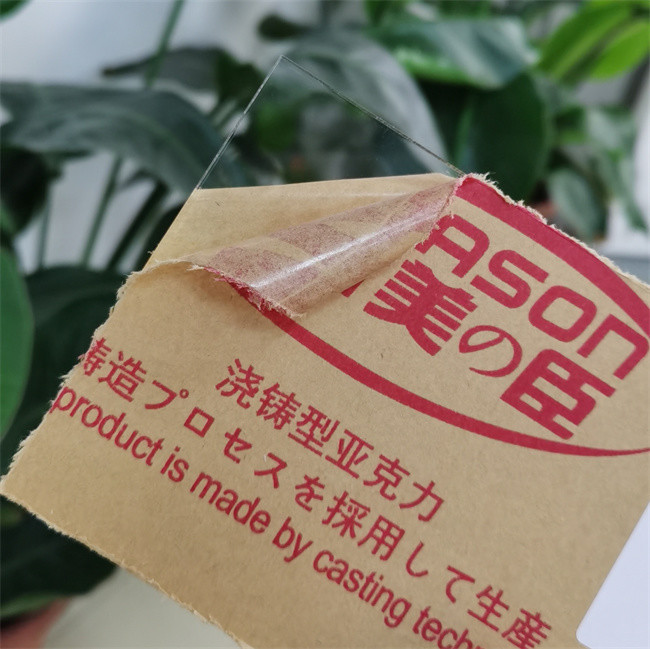 ASON
美の臣
浇铸型亚克力
鋳造プロセスを採用して生産
product is made by casting techn